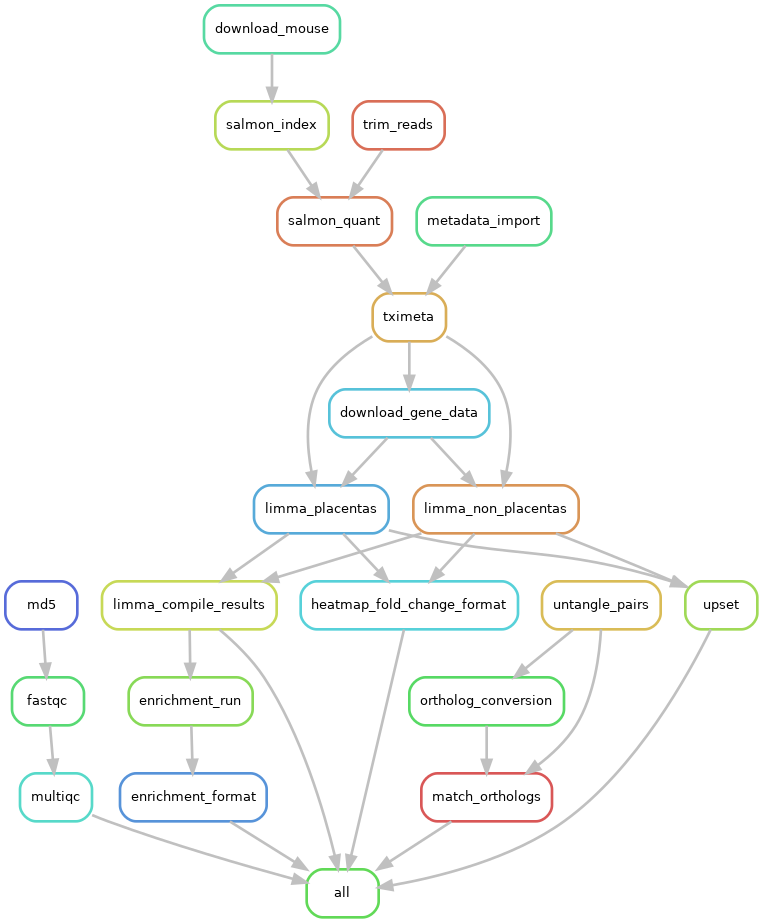 download_mouse
salmon_index
trim_reads
salmon_quant
metadata_import
tximeta
download_gene_data
limma_placentas
limma_non_placentas
md5
limma_compile_results
heatmap_fold_change_format
untangle_pairs
upset
fastqc
enrichment_run
ortholog_conversion
multiqc
enrichment_format
match_orthologs
all